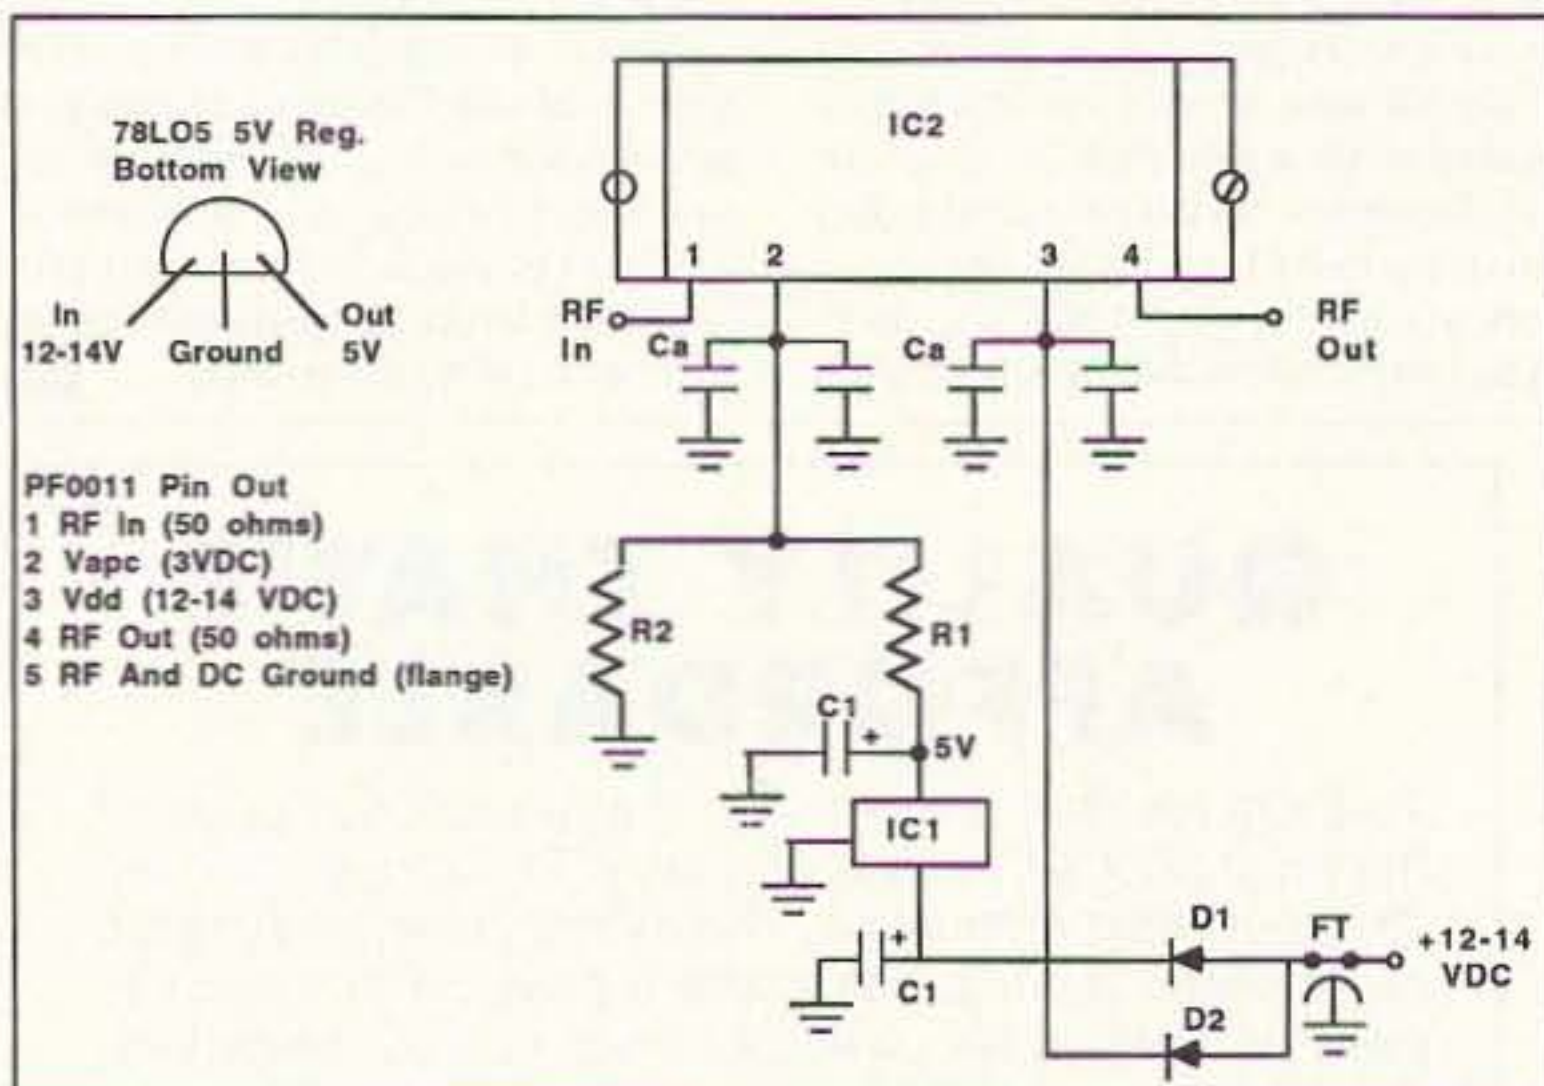 78LO5 5V Reg.
Bottom View
In
12-14V
Ground
Out
5V
PF0011 Pin Out
1 RF In (50 ohms)
2 Vapc (3VDC)
3 Vdd (12-14 VDC)
4 RF Out (50 ohms)
5 RF And DC Ground (flange)
IC2
1
2
3
4
RF
In
Ca
Ca
RF
Out
R2
R1
C1
+
5V
IC1
+
C1
D1
FT
+12-14
VDC
D2